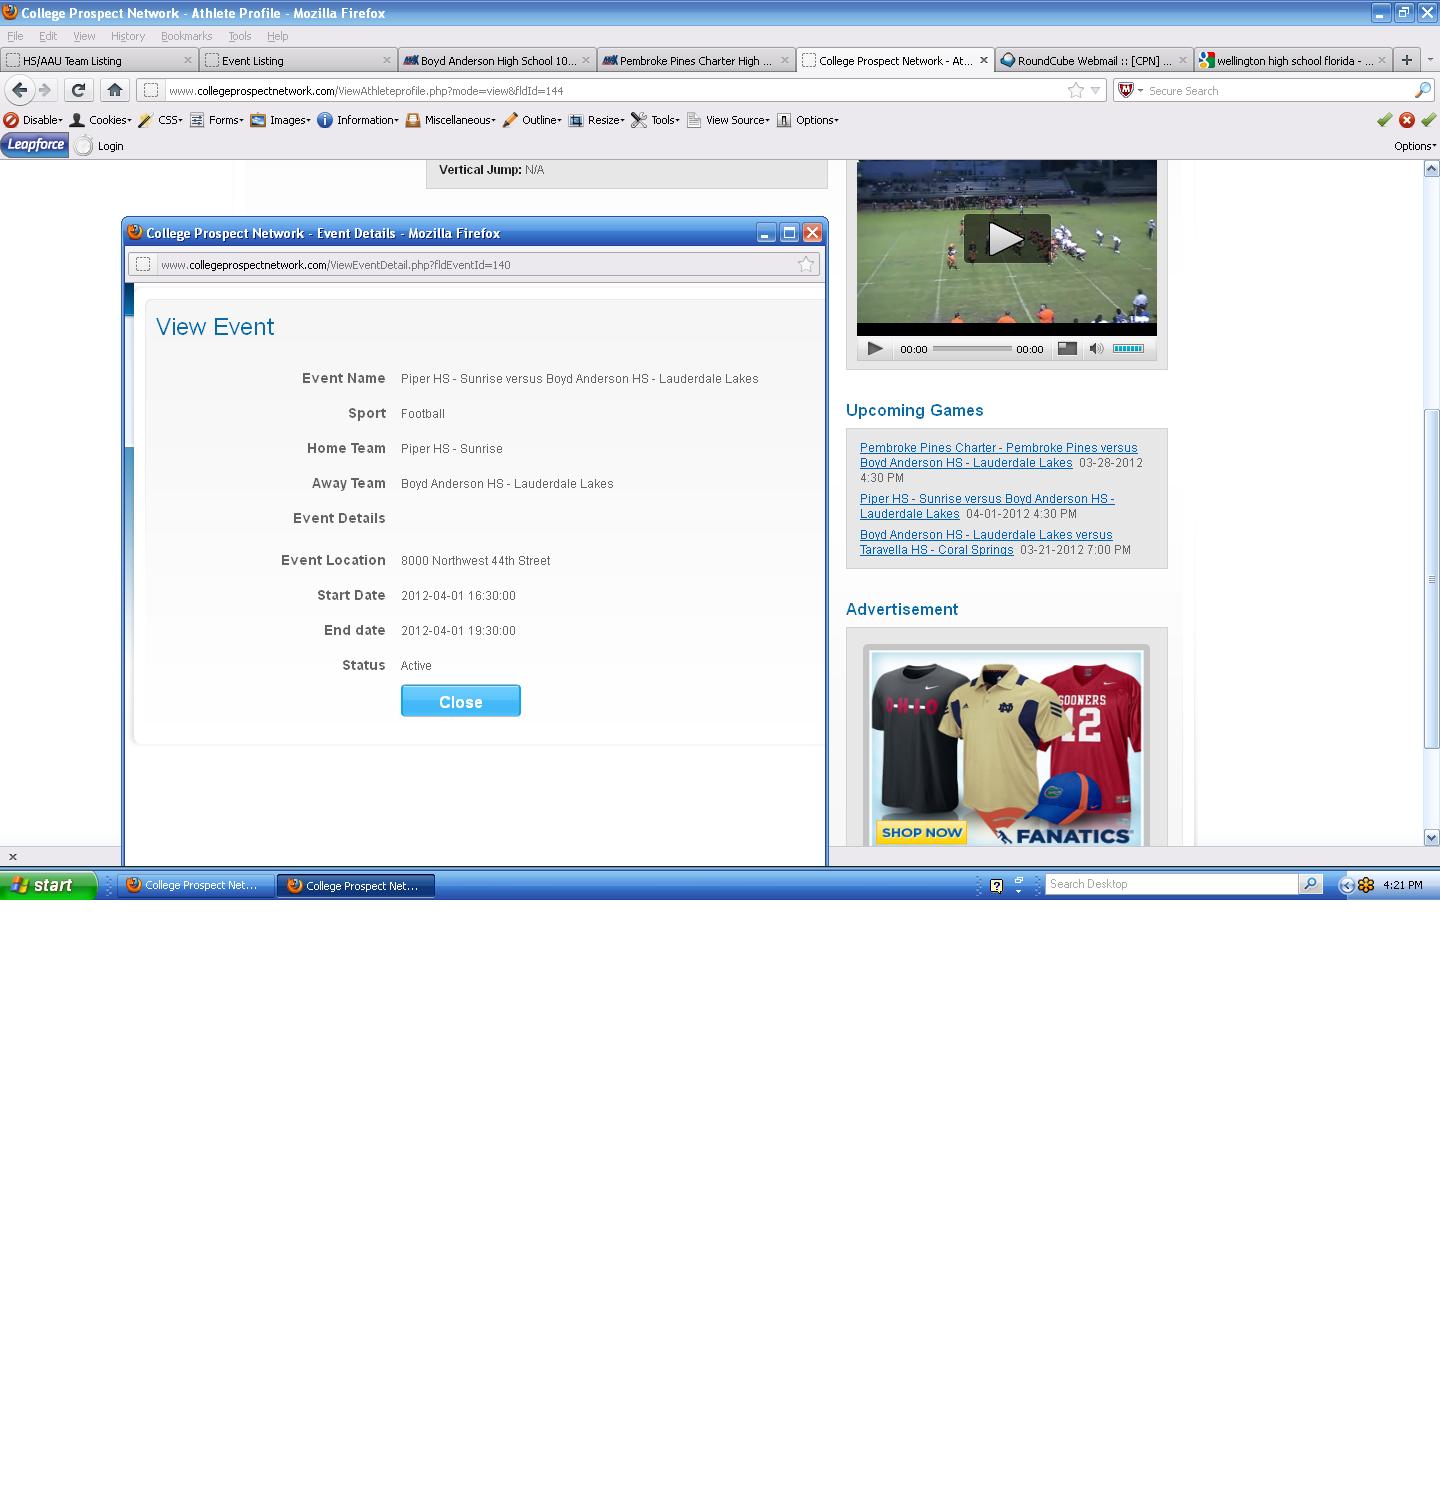 College Prospect Network - Athlete Profile - Mozilla Firefox
File Edit View History Bookmarks Tools Help
HS/AAU Team Listing
Event Listing
Boyd Anderson High School 10...
Pembroke Pines Charter High ...
College Prospect Network - At...
RoundCube Webmail :: [CPN] ...
wellington high school florida - ...
www.collegeprospectnetwork.com/ViewAthleteprofile.php?mode=view&fldId=144
Secure Search
Disable Cookies CSS Forms Images Information Miscellaneous Outline Resize Tools View Source Options
Leapforce Login
Options
Vertical Jump: N/A
College Prospect Network - Event Details - Mozilla Firefox
www.collegeprospectnetwork.com/ViewEventDetail.php?fldEventId=140
View Event
Event Name Piper HS - Sunrise versus Boyd Anderson HS - Lauderdale Lakes
Sport Football
Home Team Piper HS - Sunrise
Away Team Boyd Anderson HS - Lauderdale Lakes
Event Details
Event Location 8000 Northwest 44th Street
Start Date 2012-04-01 16:30:00
End date 2012-04-01 19:30:00
Status Active
Close
00:00 00:00
Upcoming Games
Pembroke Pines Charter - Pembroke Pines versus
Boyd Anderson HS - Lauderdale Lakes 03-28-2012
4:30 PM
Piper HS - Sunrise versus Boyd Anderson HS -
Lauderdale Lakes 04-01-2012 4:30 PM
Boyd Anderson HS - Lauderdale Lakes versus
Taravella HS - Coral Springs 03-21-2012 7:00 PM
Advertisement
O-H-I-O
ND
SOONERS
12
SHOP NOW
FANATICS
start
College Prospect Net...
College Prospect Net...
Search Desktop
4:21 PM